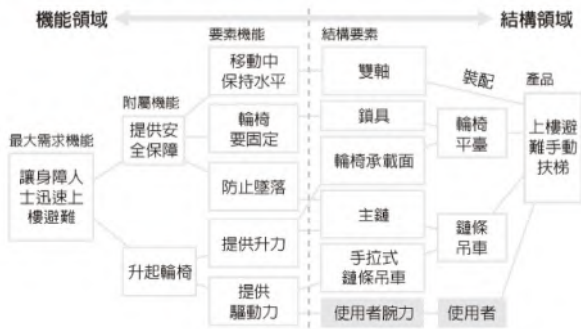 機能領域
結構領域
要素機能
結構要素
移動中
保持水平
雙軸
裝配
產品
附屬機能
提供安
全保障
輪椅
要固定
鎖具
輪椅
平臺
上樓避
難手動
扶梯
最大需求機能
讓身障人
士迅速上
樓避難
輪椅承載面
防止墜落
主鏈
鏈條
吊車
升起輪椅
提供升力
手拉式
鏈條吊車
提供
驅動力
使用者腕力
使用者